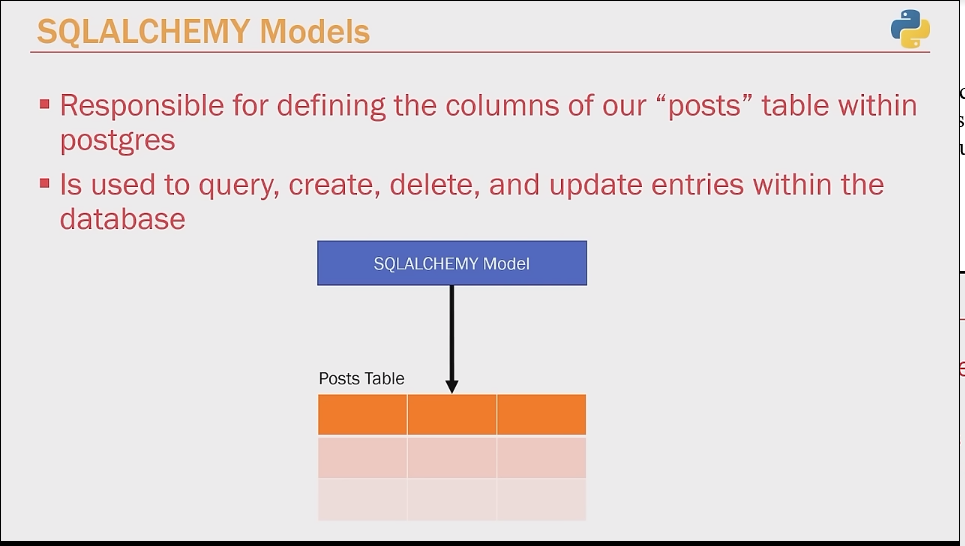 SQLALCHEMY Models
▪ Responsible for defining the columns of our “posts” table within
postgres
▪ Is used to query, create, delete, and update entries within the
database
SQLALCHEMY Model
Posts Table